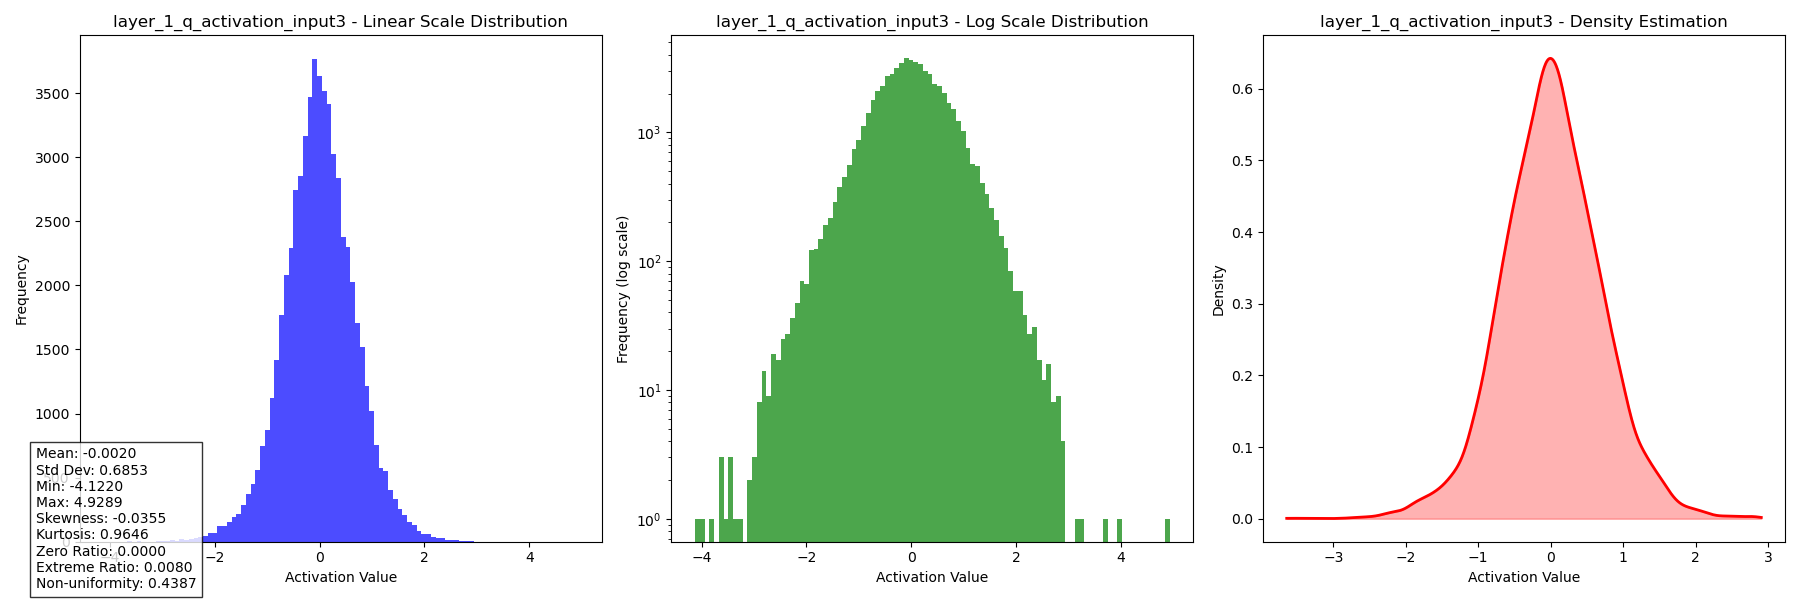 layer_1_q_activation_input3 - Linear Scale Distribution
Frequency
3500
3000
2500
2000
1500
1000
500
0
−4
−2
0
2
4
Activation Value
Mean: -0.0020
Std Dev: 0.6853
Min: -4.1220
Max: 4.9289
Skewness: -0.0355
Kurtosis: 0.9646
Zero Ratio: 0.0000
Extreme Ratio: 0.0080
Non-uniformity: 0.4387
layer_1_q_activation_input3 - Log Scale Distribution
Frequency (log scale)
10³
10²
10¹
10⁰
−4
−2
0
2
4
Activation Value
layer_1_q_activation_input3 - Density Estimation
Density
0.6
0.5
0.4
0.3
0.2
0.1
0.0
−3
−2
−1
0
1
2
3
Activation Value